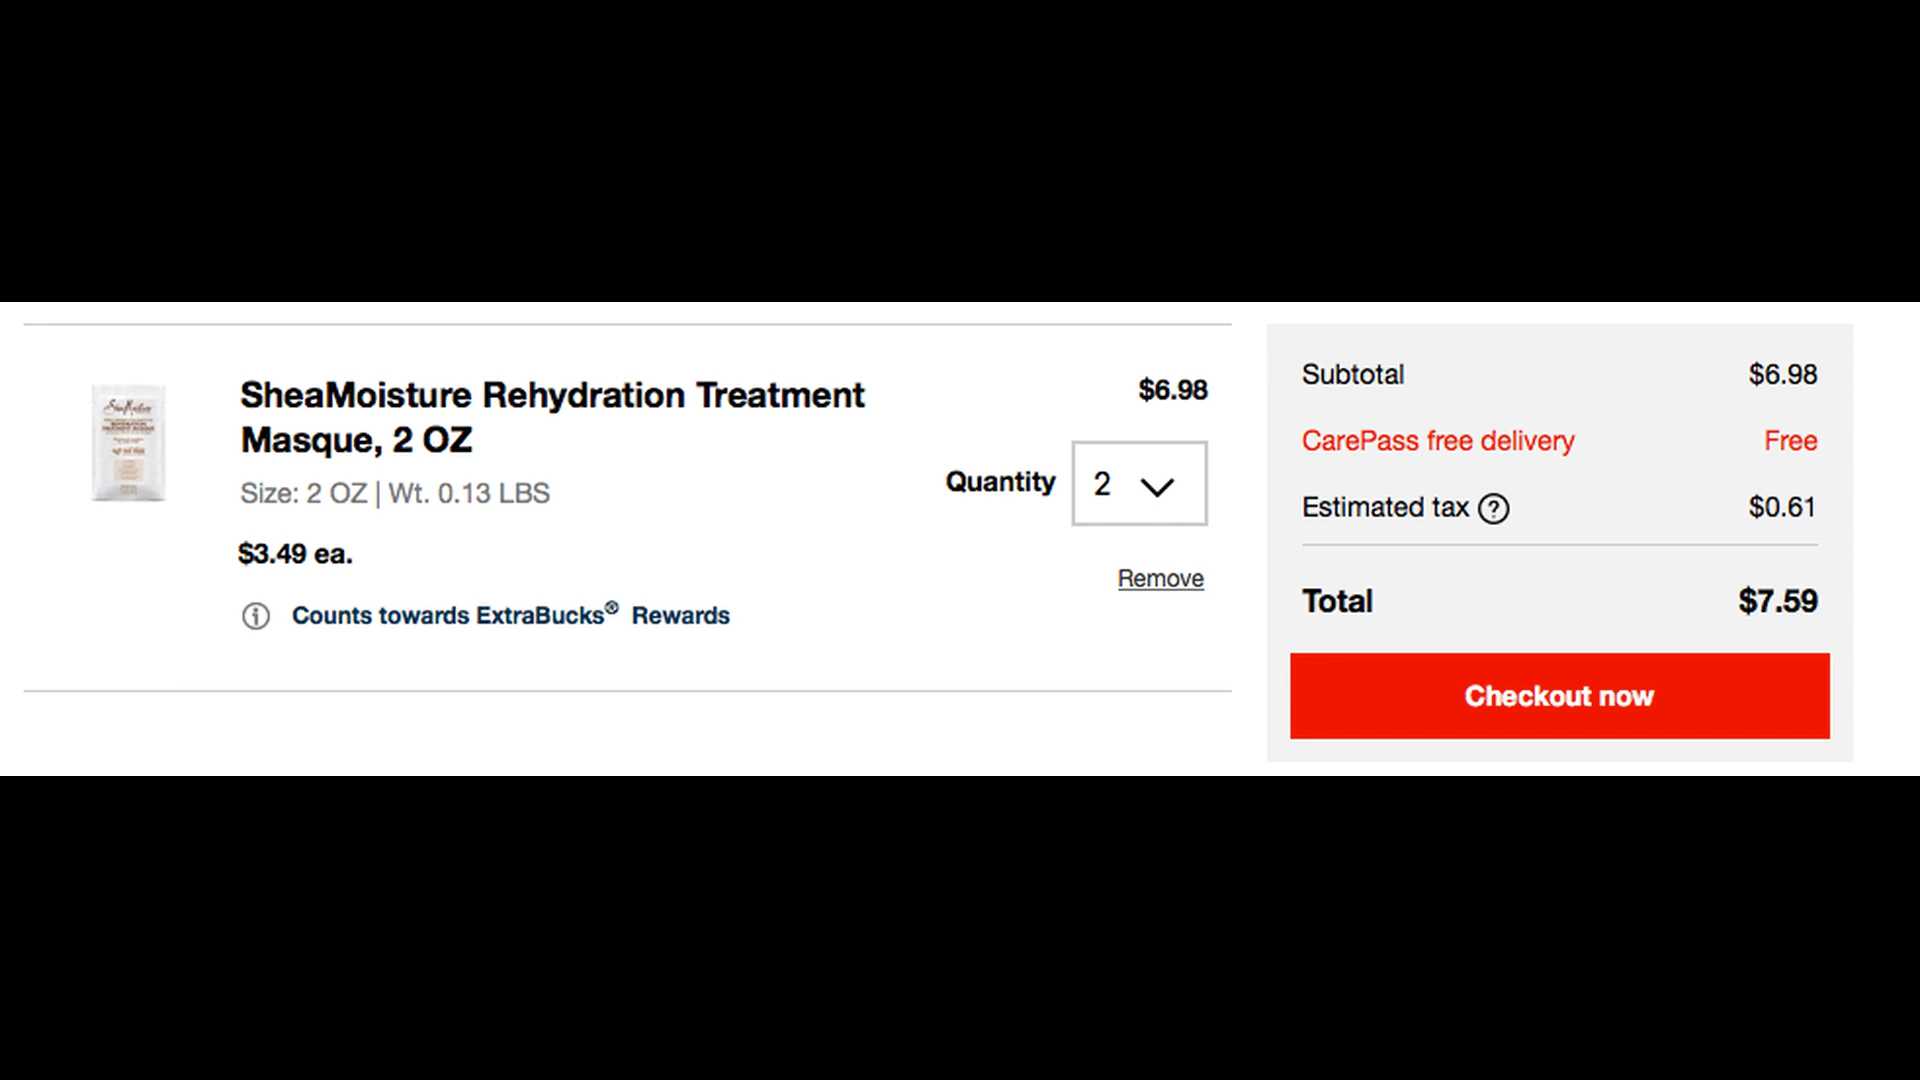 SheaMoisture Rehydration Treatment
Masque, 2 OZ
Size: 2 OZ | Wt. 0.13 LBS
$3.49 ea.
Counts towards ExtraBucks® Rewards
$6.98
Quantity 2
Remove
Subtotal $6.98
CarePass free delivery Free
Estimated tax $0.61
Total $7.59
Checkout now